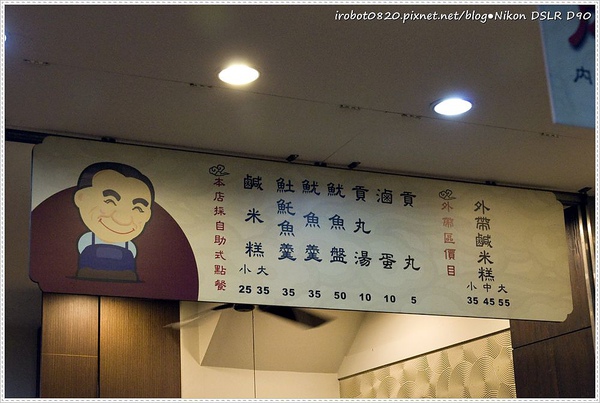 irobot0820.pixnet.net/blog●Nikon DSLR D90
內
本店採自助式點餐
鹹米糕
小 大
25 35
魠魠魚羹
35
魷魚羹
35
魷魚盤
50
貢丸湯
10
滷蛋
10
貢丸
5
外帶區價目
外帶鹹米糕
小 中 大
35 45 55